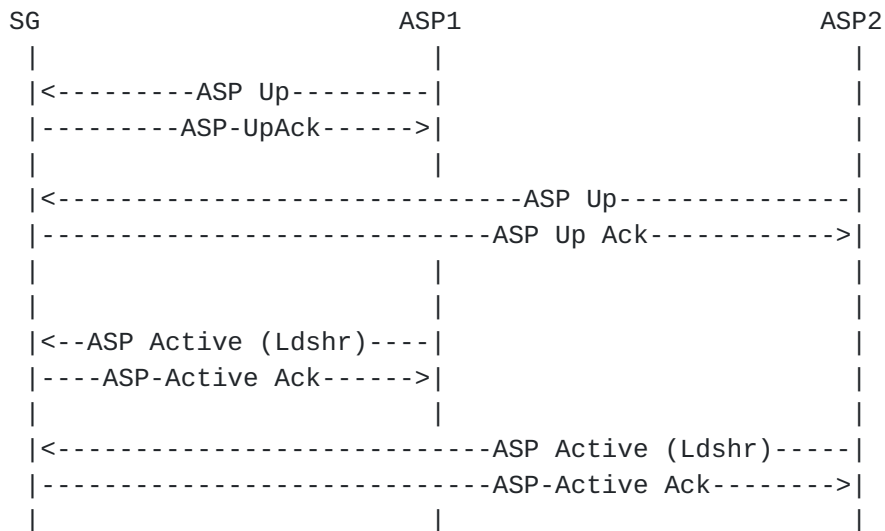 SG                     ASP1                     ASP2
 |                       |                        |
 |<---------ASP Up---------|                        |
 |---------ASP-UpAck------>|                        |
 |                       |                        |
 |<------------------------------ASP Up---------------|
 |-----------------------------ASP Up Ack------------>|
 |                       |                        |
 |                       |                        |
 |<--ASP Active (Ldshr)----|                        |
 |----ASP-Active Ack------>|                        |
 |                       |                        |
 |<----------------------------ASP Active (Ldshr)-----|
 |-----------------------------ASP-Active Ack-------->|
 |                       |                        |